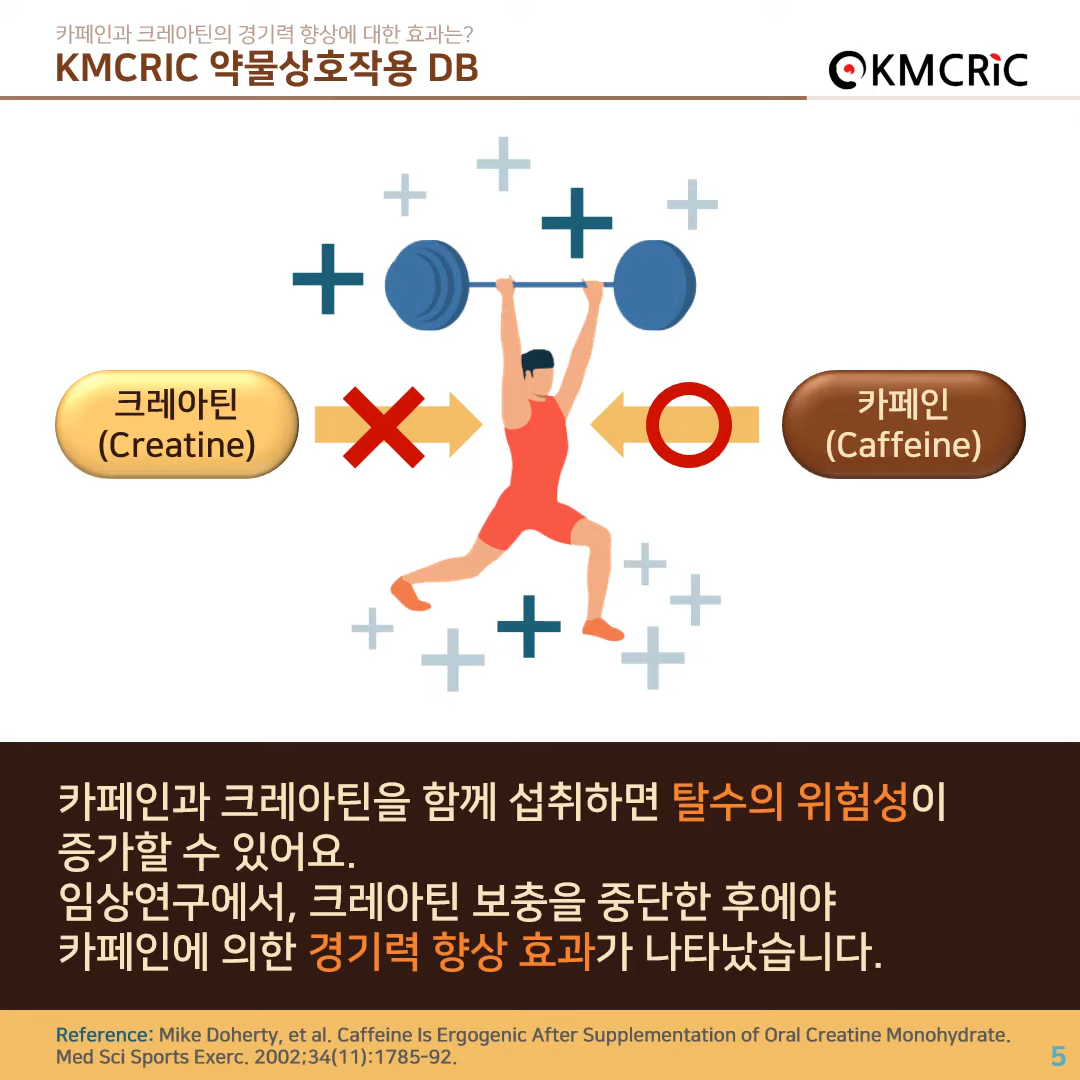 카페인과 크레아틴의 경기력 향상에 대한 효과는?
KMCRIC 약물상호작용 DB
KMCRiC
크레아틴
(Creatine)
카페인
(Caffeine)
카페인과 크레아틴을 함께 섭취하면 탈수의 위험성이
증가할 수 있어요.
임상연구에서, 크레아틴 보충을 중단한 후에야
카페인에 의한 경기력 향상 효과가 나타났습니다.
Reference: Mike Doherty, et al. Caffeine Is Ergogenic After Supplementation of Oral Creatine Monohydrate.
Med Sci Sports Exerc. 2002;34(11):1785-92.
5